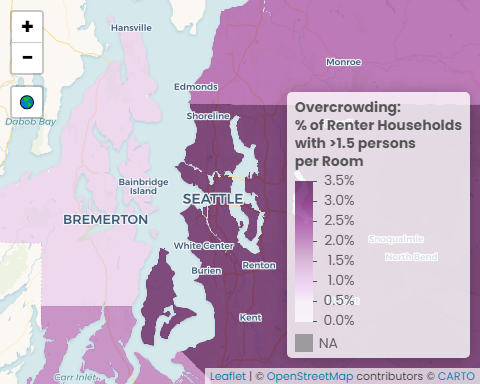 +
−
Hansville
Monroe
Edmonds
Dabob Bay
Shoreline
Overcrowding:
% of Renter Households
with >1.5 persons
per Room
3.5%
3.0%
2.5%
2.0%
1.5%
1.0%
0.5%
0.0%
NA
Bainbridge
Island
SEATTLE
BREMERTON
White Center
Snoqualmie
North Bend
Burien
Renton
Kent
Carr Inlet
Leaflet | © OpenStreetMap contributors © CARTO